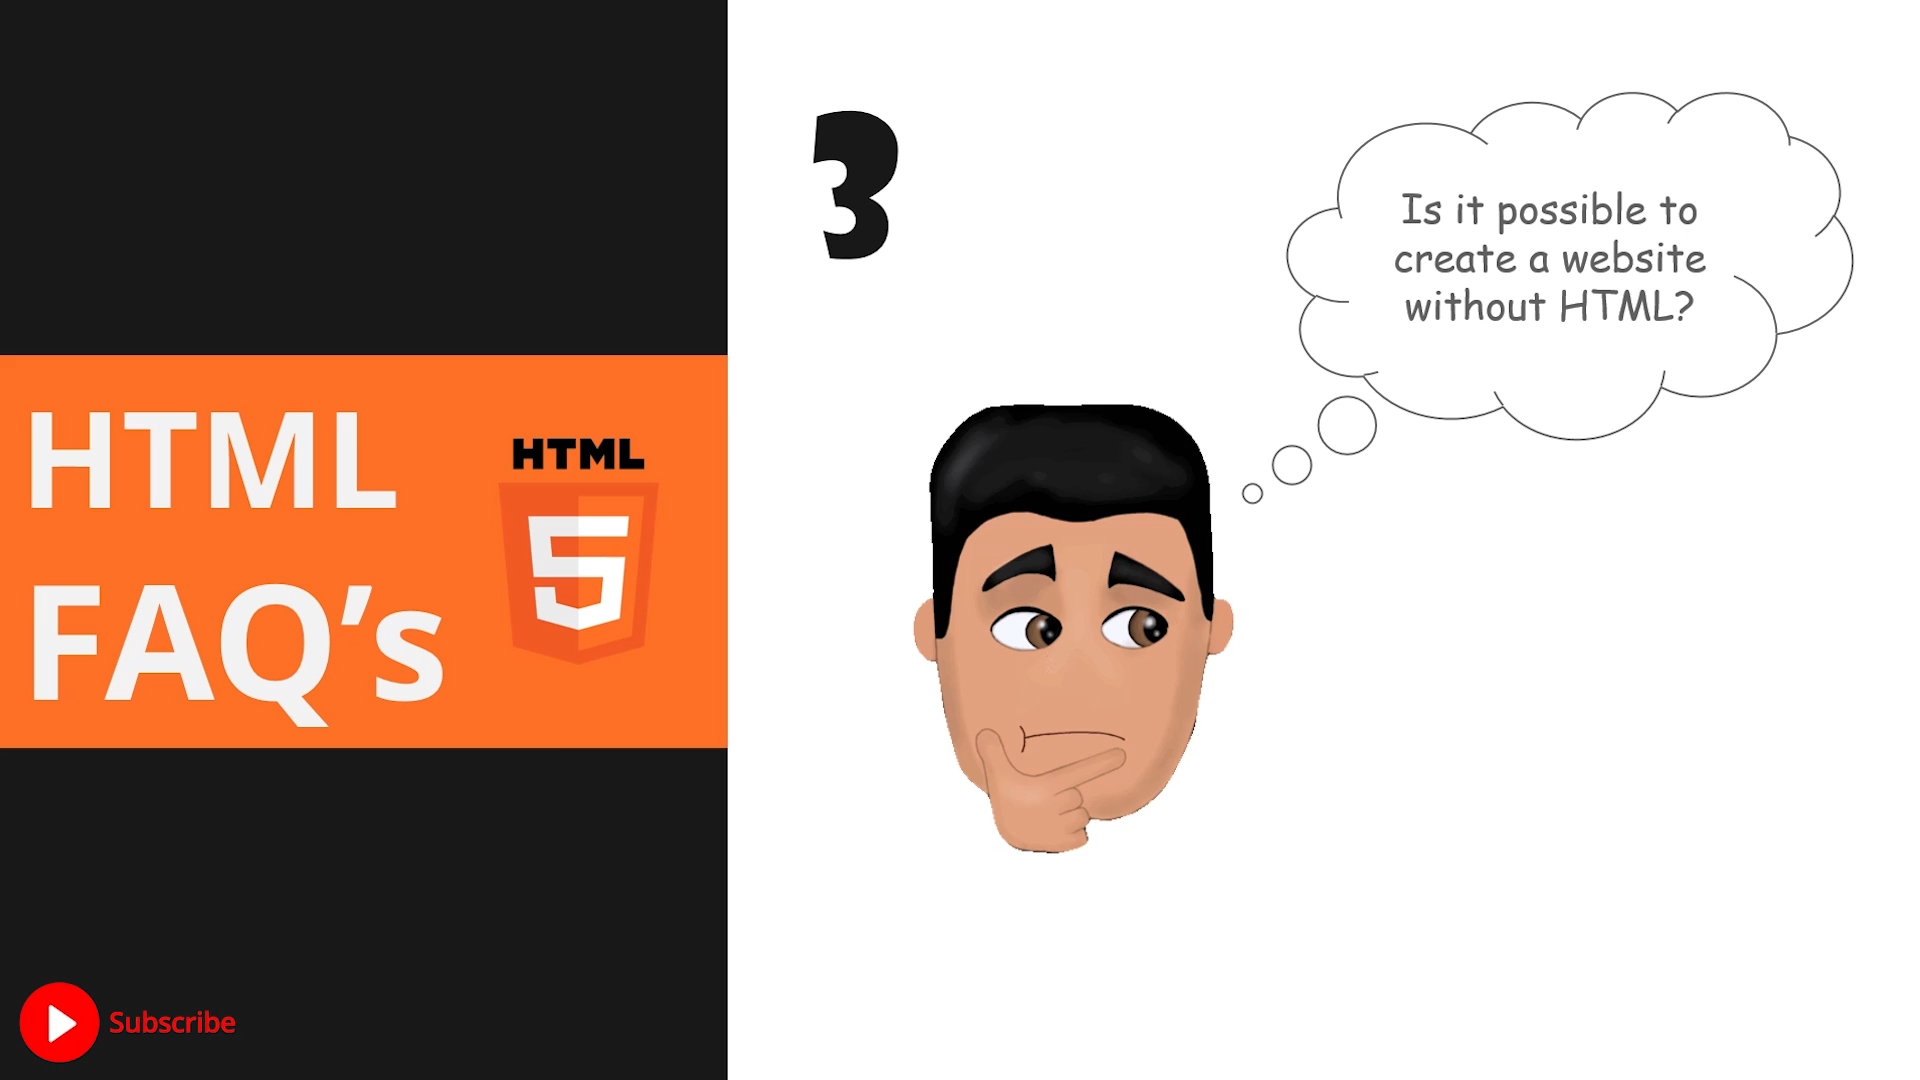 HTML
FAQ’s
HTML
5
Subscribe
3
Is it possible to
create a website
without HTML?